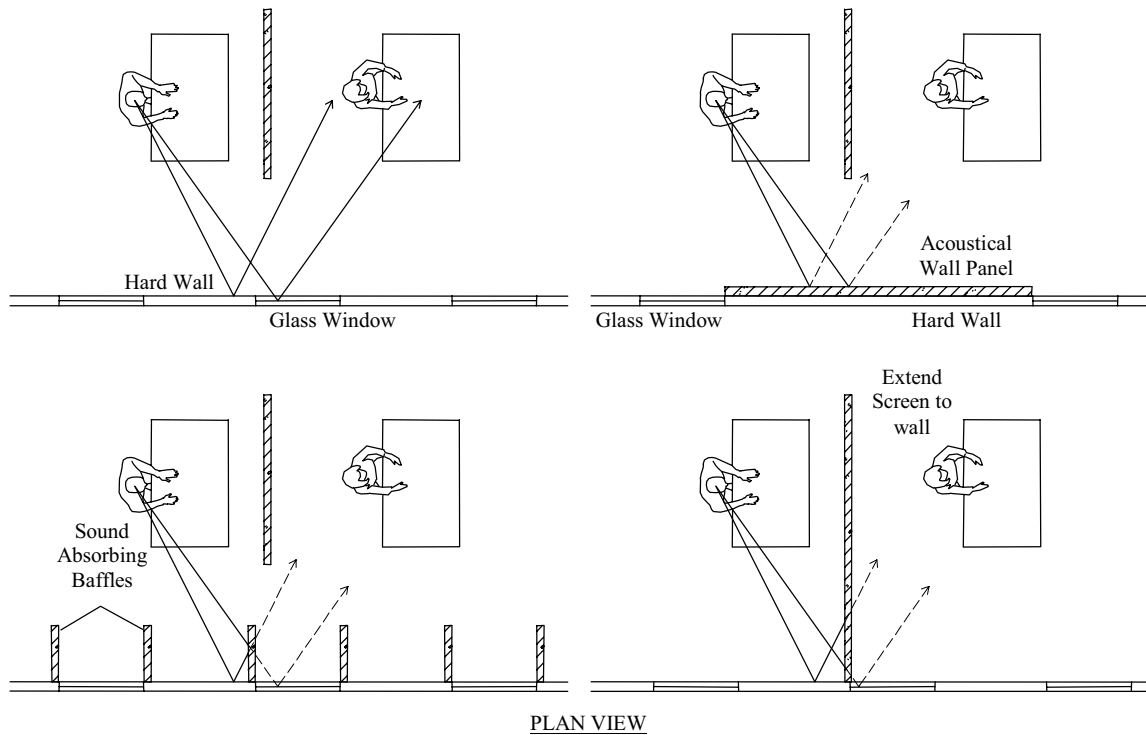 Hard Wall
Glass Window
Acoustical
Wall Panel
Glass Window
Hard Wall
Sound
Absorbing
Baffles
Extend
Screen to
wall
PLAN VIEW